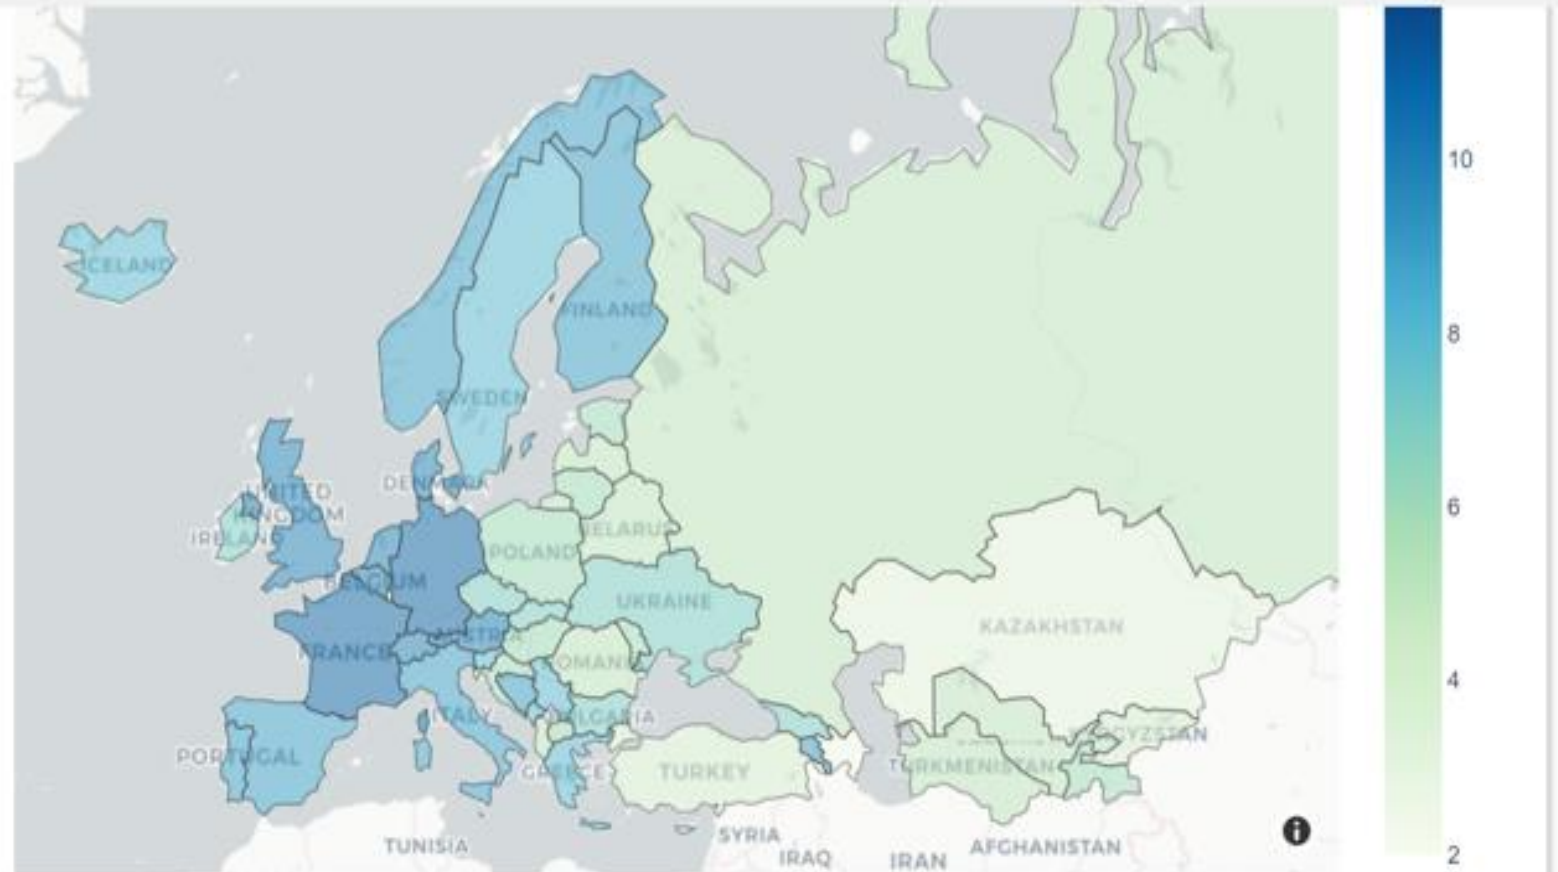 10
ICELAND
FINLAND
8
SWEDEN
DENMARK
UNITED
KINGDOM
6
IRELAND
BELARUS
POLAND
BELGIUM
UKRAINE
KAZAKHSTAN
AUSTRIA
FRANCE
OMANI
4
ITALY
BULGARIA
KYRGYZSTAN
PORTUGAL
GREECE
TURKEY
TURKMENISTAN
SYRIA
TUNISIA
IRAQ
IRAN
AFGHANISTAN
2